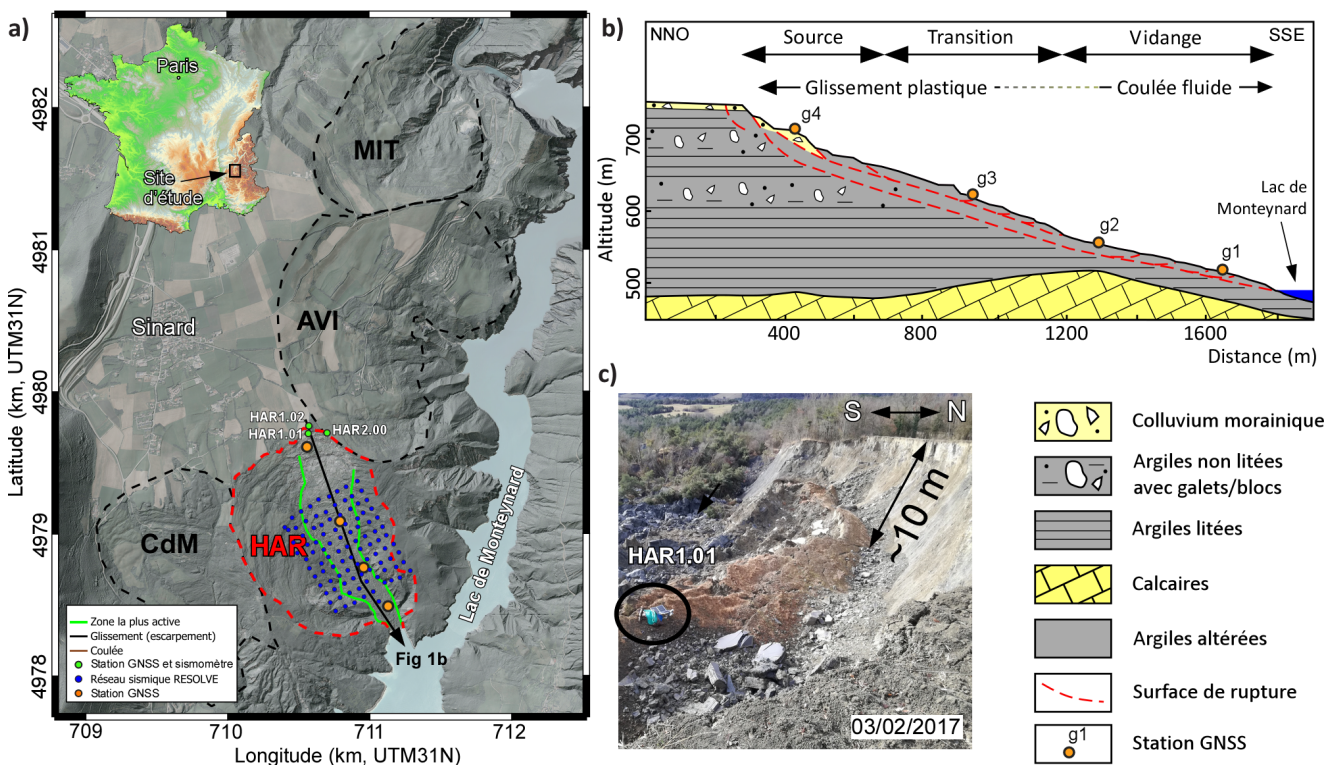 a)
Paris
Site
d'étude
MIT
AVI
Sinard
HAR1.02
HAR1.01
HAR2.00
CdM
HAR
Lac de Monteynard
Fig 1b
Zone la plus active
Glissement (escarpement)
Coulée
Station GNSS et sismomètre
Réseau sismique RESOLVE
Station GNSS
4982
4981
4980
4979
4978
Latitude (km, UTM31N)
709
710
711
712
Longitude (km, UTM31N)
b)
NNO
Source
Transition
Vidange
SSE
Glissement plastique
Coulée fluide
g4
g3
g2
g1
Lac de
Monteynard
700
600
500
Altitude (m)
400
800
1200
1600
Distance (m)
c)
S
N
~10 m
HAR1.01
03/02/2017
Colluvium morainique
Argiles non litées
avec galets/blocs
Argiles litées
Calcaires
Argiles altérées
Surface de rupture
g1
Station GNSS